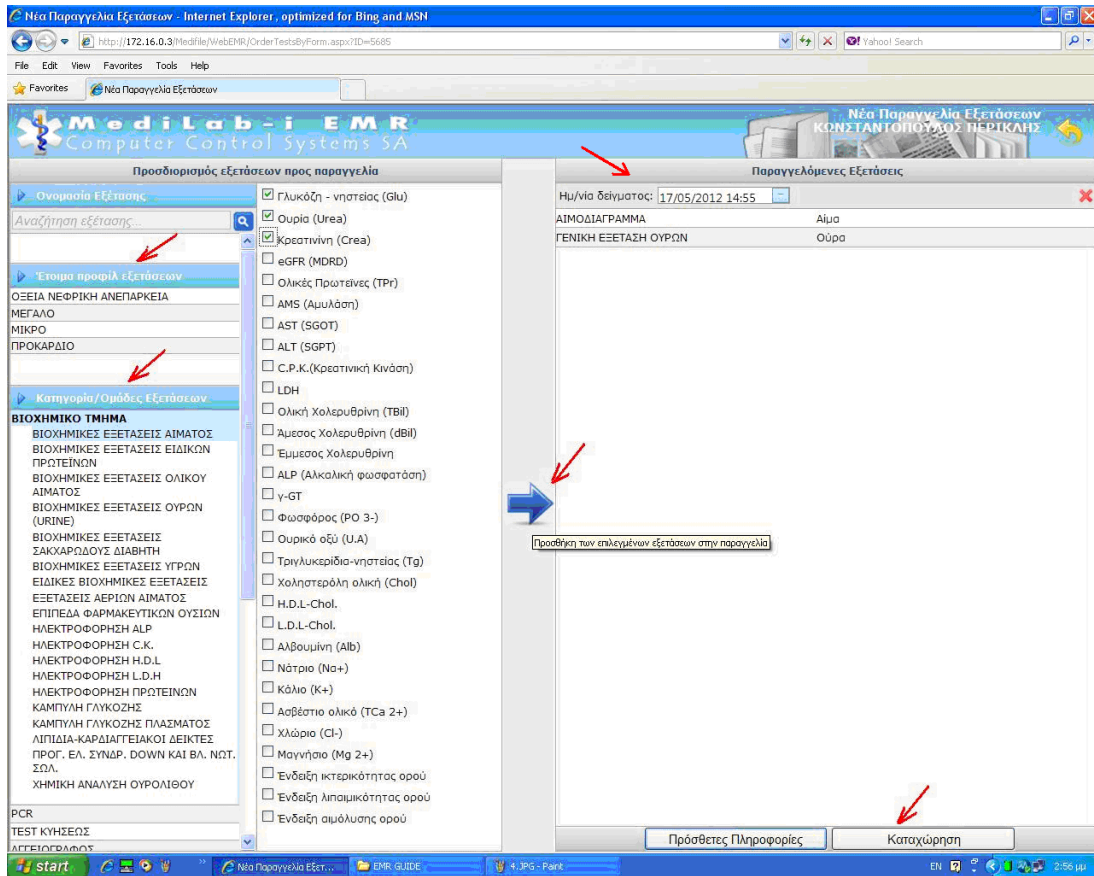 Νέα Παραγγελία Εξετάσεων - Internet Explorer, optimized for Bing and MSN
http://172.16.0.3/Medifile/WebEMR/OrderTestsByForm.aspx?ID=5685
Yahoo! Search
File Edit View Favorites Tools Help
Favorites
Νέα Παραγγελία Εξετάσεων
MediLab-i EMR
Computer Control Systems SA
Νέα Παραγγελία Εξετάσεων
ΚΩΝΣΤΑΝΤΟΠΟΥΛΟΣ ΠΕΡΙΚΛΗΣ
Προσδιορισμός εξετάσεων προς παραγγελία
Ονομασία Εξέτασης
Αναζήτηση εξέτασης...
Έτοιμα προφίλ εξετάσεων
ΟΞΕΙΑ ΝΕΦΡΙΚΗ ΑΝΕΠΑΡΚΕΙΑ
ΜΕΓΑΛΟ
ΜΙΚΡΟ
ΠΡΟΚΑΡΔΙΟ
Κατηγορία/Ομάδες Εξετάσεων
ΒΙΟΧΗΜΙΚΟ ΤΜΗΜΑ
ΒΙΟΧΗΜΙΚΕΣ ΕΞΕΤΑΣΕΙΣ ΑΙΜΑΤΟΣ
ΒΙΟΧΗΜΙΚΕΣ ΕΞΕΤΑΣΕΙΣ ΕΙΔΙΚΩΝ
ΠΡΩΤΕΪΝΩΝ
ΒΙΟΧΗΜΙΚΕΣ ΕΞΕΤΑΣΕΙΣ ΟΛΙΚΟΥ
ΑΙΜΑΤΟΣ
ΒΙΟΧΗΜΙΚΕΣ ΕΞΕΤΑΣΕΙΣ ΟΥΡΩΝ
(URINE)
ΒΙΟΧΗΜΙΚΕΣ ΕΞΕΤΑΣΕΙΣ
ΣΑΚΧΑΡΩΔΟΥΣ ΔΙΑΒΗΤΗ
ΒΙΟΧΗΜΙΚΕΣ ΕΞΕΤΑΣΕΙΣ ΥΓΡΩΝ
ΕΙΔΙΚΕΣ ΒΙΟΧΗΜΙΚΕΣ ΕΞΕΤΑΣΕΙΣ
ΕΞΕΤΑΣΕΙΣ ΑΕΡΙΩΝ ΑΙΜΑΤΟΣ
ΕΠΙΠΕΔΑ ΦΑΡΜΑΚΕΥΤΙΚΩΝ ΟΥΣΙΩΝ
ΗΛΕΚΤΡΟΦΟΡΗΣΗ ALP
ΗΛΕΚΤΡΟΦΟΡΗΣΗ C.K.
ΗΛΕΚΤΡΟΦΟΡΗΣΗ H.D.L
ΗΛΕΚΤΡΟΦΟΡΗΣΗ L.D.H
ΗΛΕΚΤΡΟΦΟΡΗΣΗ ΠΡΩΤΕΙΝΩΝ
ΚΑΜΠΥΛΗ ΓΛΥΚΟΖΗΣ
ΚΑΜΠΥΛΗ ΓΛΥΚΟΖΗΣ ΠΛΑΣΜΑΤΟΣ
ΛΙΠΙΔΙΑ-ΚΑΡΔΙΑΓΓΕΙΑΚΟΙ ΔΕΙΚΤΕΣ
ΠΡΟΓ. ΕΛ. ΣΥΝΔΡ. DOWN ΚΑΙ ΒΛ. ΝΩΤ.
ΣΩΛ.
ΧΗΜΙΚΗ ΑΝΑΛΥΣΗ ΟΥΡΟΛΙΘΟΥ
PCR
TEST ΚΥΗΣΕΩΣ
ΑΓΓΕΙΟΓΡΑΦΟΣ
Γλυκόζη - νηστείας (Glu)
Ουρία (Urea)
Κρεατινίνη (Crea)
eGFR (MDRD)
Ολικές Πρωτεϊνες (TPr)
AMS (Αμυλάση)
AST (SGOT)
ALT (SGPT)
C.P.K.(Κρεατινική Κινάση)
LDH
Ολική Χολερυθρίνη (TBil)
Άμεσος Χολερυθρίνη (dBil)
Έμμεσος Χολερυθρίνη
ALP (Αλκαλική φωσφατάση)
γ-GT
Φωσφόρος (PO 3-)
Ουρικό οξύ (U.A)
Τριγλυκερίδια-νηστείας (Tg)
Χοληστερόλη ολική (Chol)
H.D.L-Chol.
L.D.L-Chol.
Αλβουμίνη (Alb)
Νάτριο (Na+)
Κάλιο (K+)
Ασβέστιο ολικό (TCa 2+)
Χλώριο (Cl-)
Μαγνήσιο (Mg 2+)
Ένδειξη ικτερικότητας ορού
Ένδειξη λιπαιμικότητας ορού
Ένδειξη αιμόλυσης ορού
Προσθήκη των επιλεγμένων εξετάσεων στην παραγγελία
Παραγγελόμενες Εξετάσεις
Ημ/νία δείγματος: 17/05/2012 14:55
ΑΙΜΟΔΙΑΓΡΑΜΜΑ Αίμα
ΓΕΝΙΚΗ ΕΞΕΤΑΣΗ ΟΥΡΩΝ Ούρα
Πρόσθετες Πληροφορίες Καταχώρηση
start
Νέα Παραγγελία Εξετ...
EMR GUIDE
4.JPG - Paint
EN
2:56 μμ